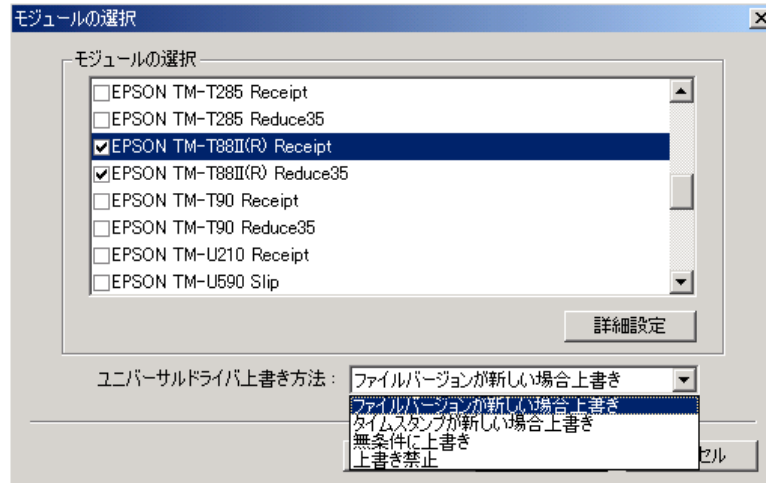 モジュールの選択
モジュールの選択
EPSON TM-T285 Receipt
EPSON TM-T285 Reduce35
EPSON TM-T88II(R) Receipt
EPSON TM-T88II(R) Reduce35
EPSON TM-T90 Receipt
EPSON TM-T90 Reduce35
EPSON TM-U210 Receipt
EPSON TM-U590 Slip
詳細設定
ユニバーサルドライバ上書き方法：
ファイルバージョンが新しい場合上書き
ファイルバージョンが新しい場合上書き
タイムスタンプが新しい場合上書き
無条件に上書き
上書き禁止
セル